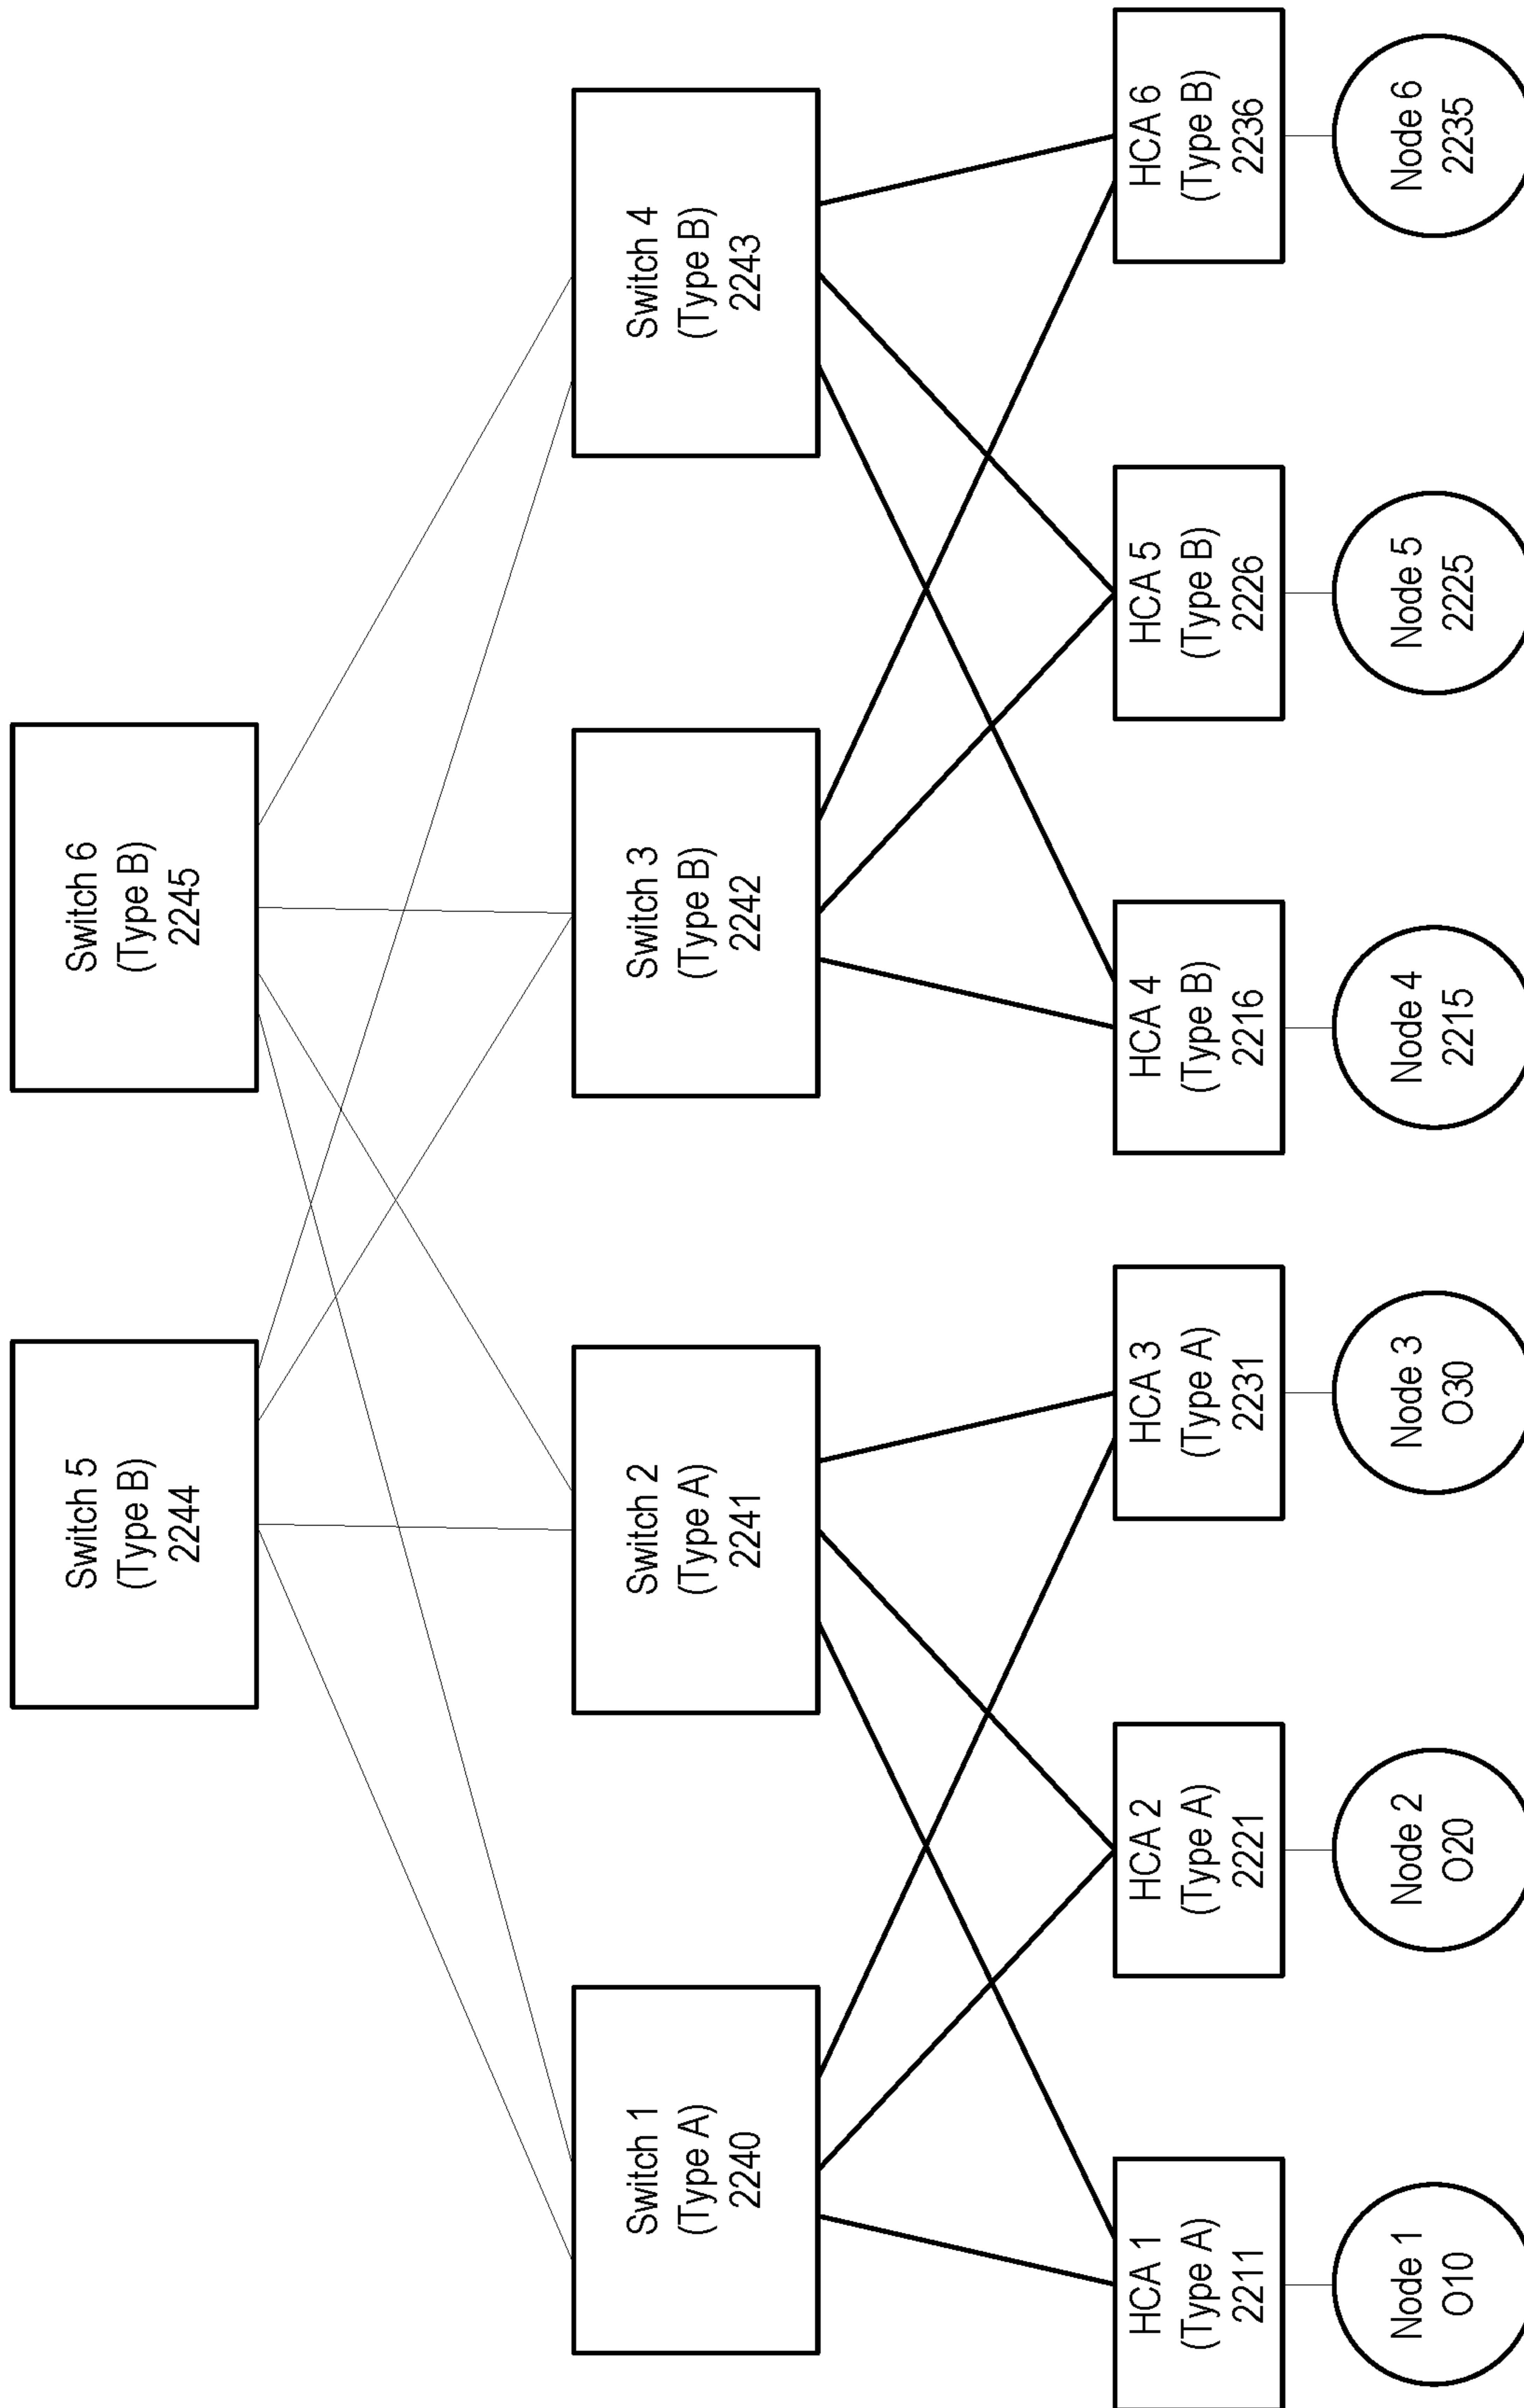 Switch 5
(Type B)
2244
Switch 6
(Type B)
2245
Switch 1
(Type A)
2240
Switch 2
(Type A)
2241
Switch 3
(Type B)
2242
Switch 4
(Type B)
2243
HCA 1
(Type A)
2211
HCA 2
(Type A)
2221
HCA 3
(Type A)
2231
HCA 4
(Type B)
2216
HCA 5
(Type B)
2226
HCA 6
(Type B)
2236
Node 1
O10
Node 2
O20
Node 3
O30
Node 4
2215
Node 5
2225
Node 6
2235